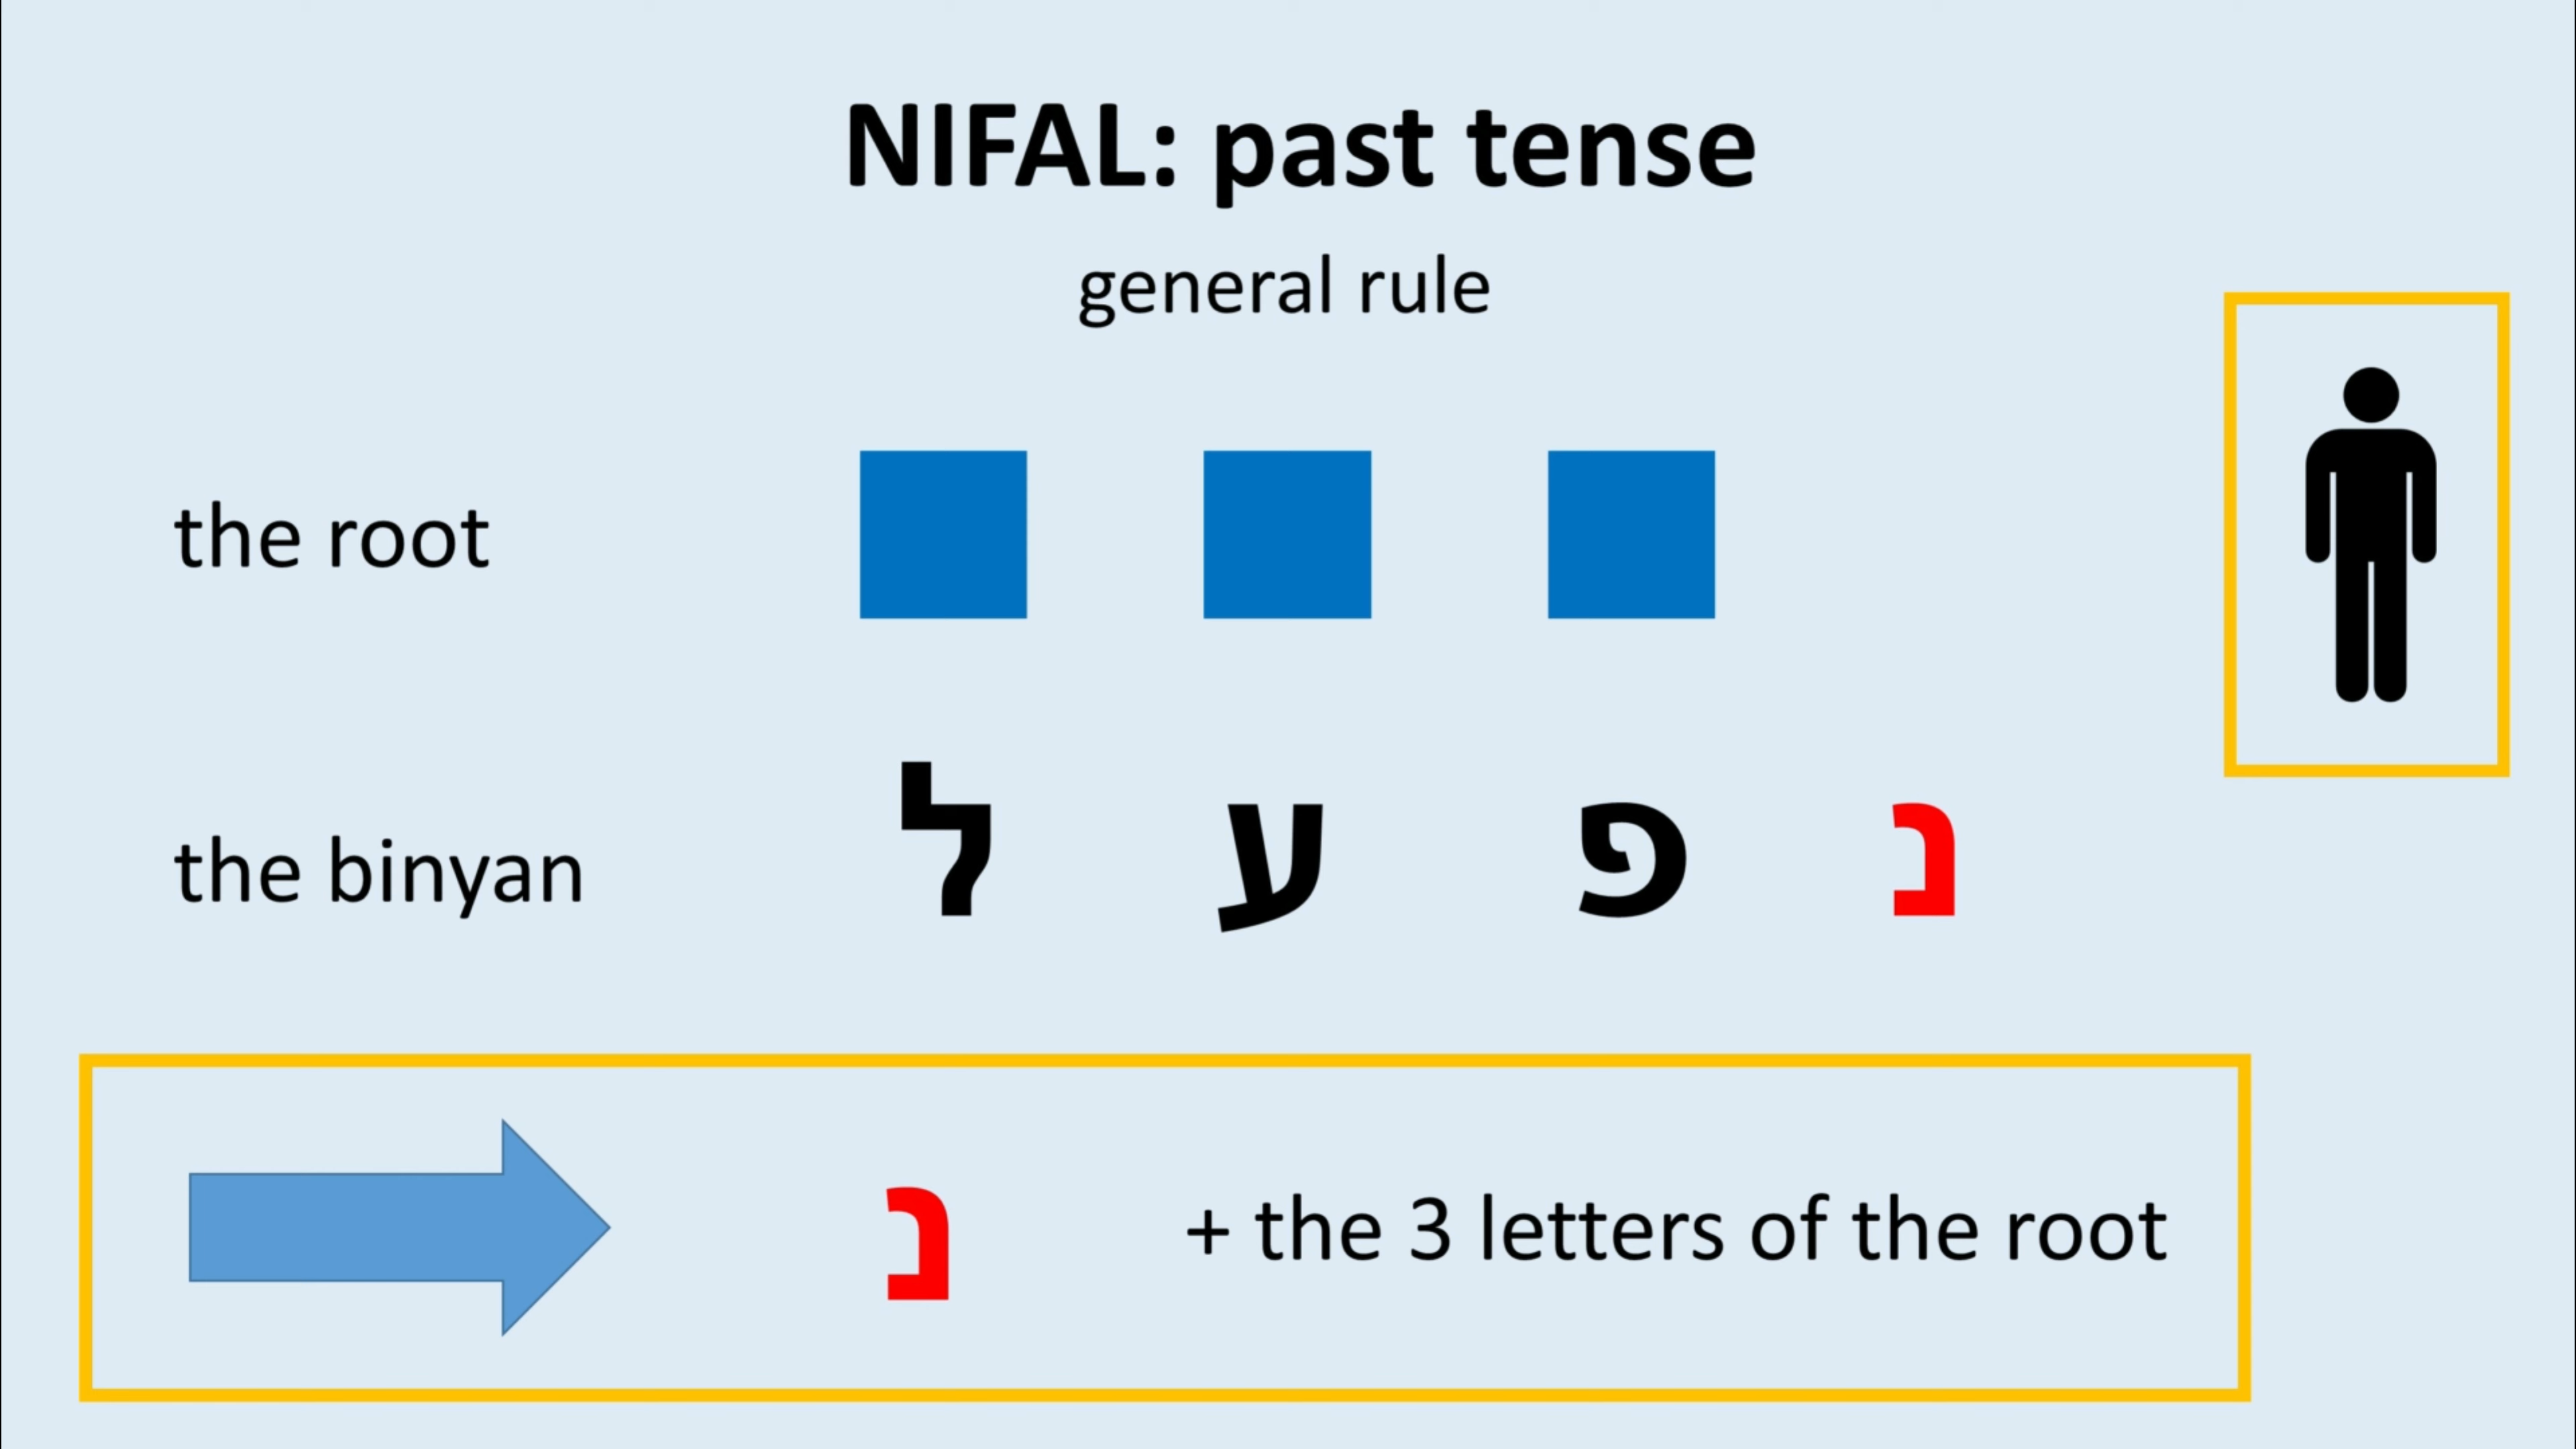 NIFAL: past tense
general rule
the root
the binyan
נ פ ע ל
נ + the 3 letters of the root